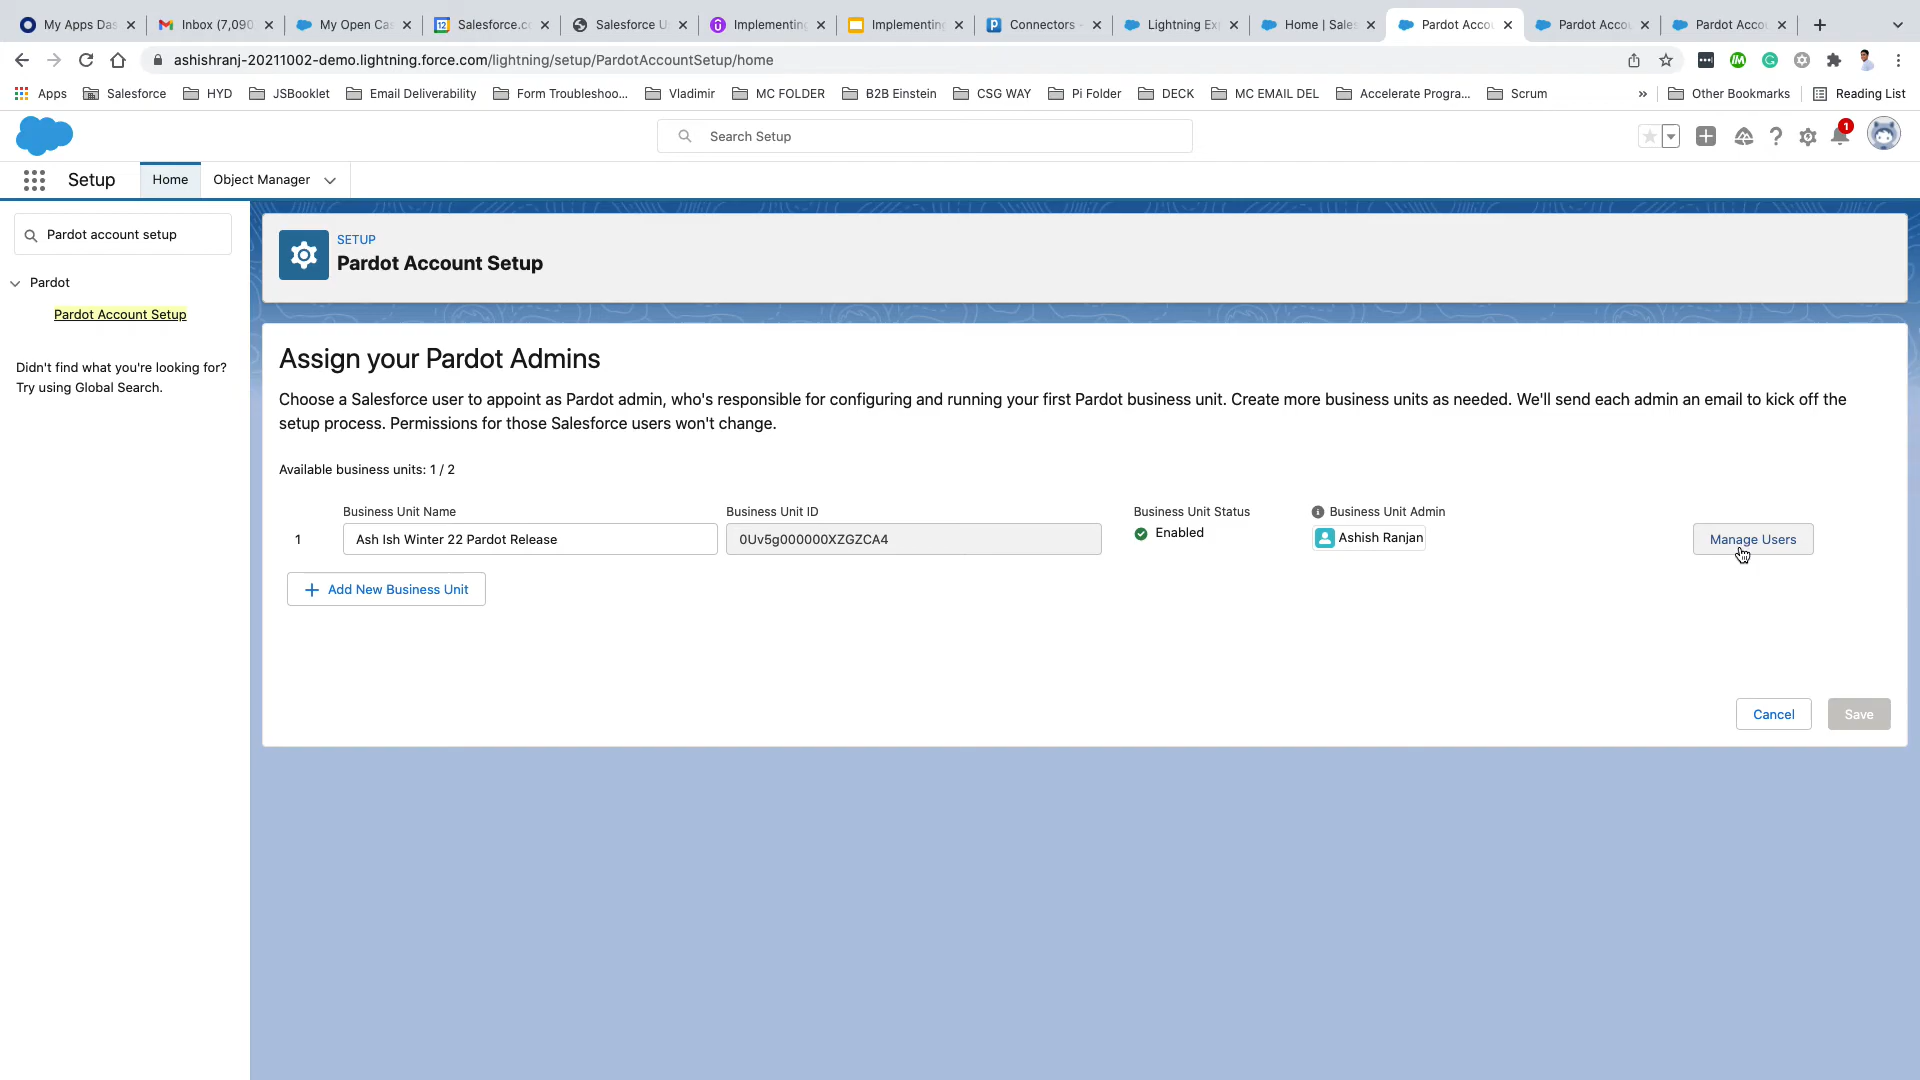 My Apps Das
Inbox (7,090
My Open Ca
12
Salesforce.c
Salesforce U
Implementing
Implementing
Connectors -
Lightning Ex
Home | Sales
Pardot Acco
Pardot Accou
Pardot Accou
ashishranj-20211002-demo.lightning.force.com/lightning/setup/PardotAccountSetup/home
Apps
Salesforce
HYD
JSBooklet
Email Deliverability
Form Troubleshoo...
Vladimir
MC FOLDER
B2B Einstein
CSG WAY
Pi Folder
DECK
MC EMAIL DEL
Accelerate Progra...
Scrum
»
Other Bookmarks
Reading List
Search Setup
1
Setup
Home
Object Manager
Pardot account setup
Pardot
Pardot Account Setup
Didn't find what you're looking for?
Try using Global Search.
SETUP
Pardot Account Setup
Assign your Pardot Admins
Choose a Salesforce user to appoint as Pardot admin, who's responsible for configuring and running your first Pardot business unit. Create more business units as needed. We'll send each admin an email to kick off the
setup process. Permissions for those Salesforce users won't change.
Available business units: 1 / 2
Business Unit Name
Business Unit ID
Business Unit Status
Business Unit Admin
1
Ash Ish Winter 22 Pardot Release
0Uv5g000000XZGZCA4
Enabled
Ashish Ranjan
Manage Users
Add New Business Unit
Cancel
Save